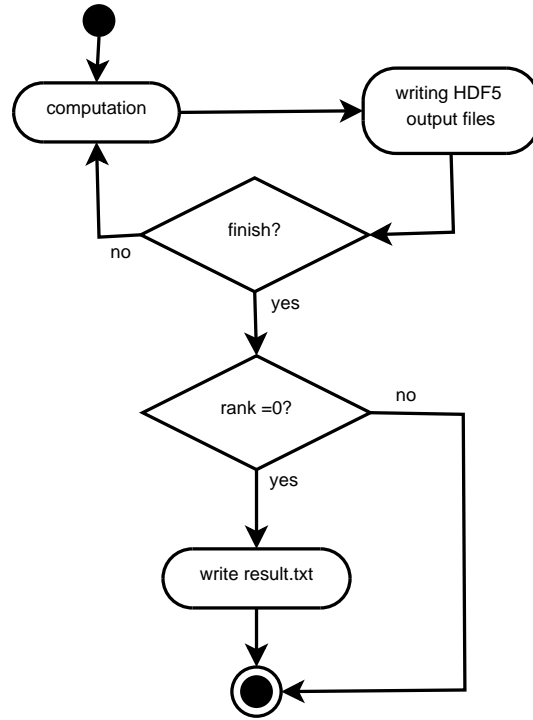 computation
writing HDF5
output files
finish?
no
yes
rank =0?
no
yes
write result.txt